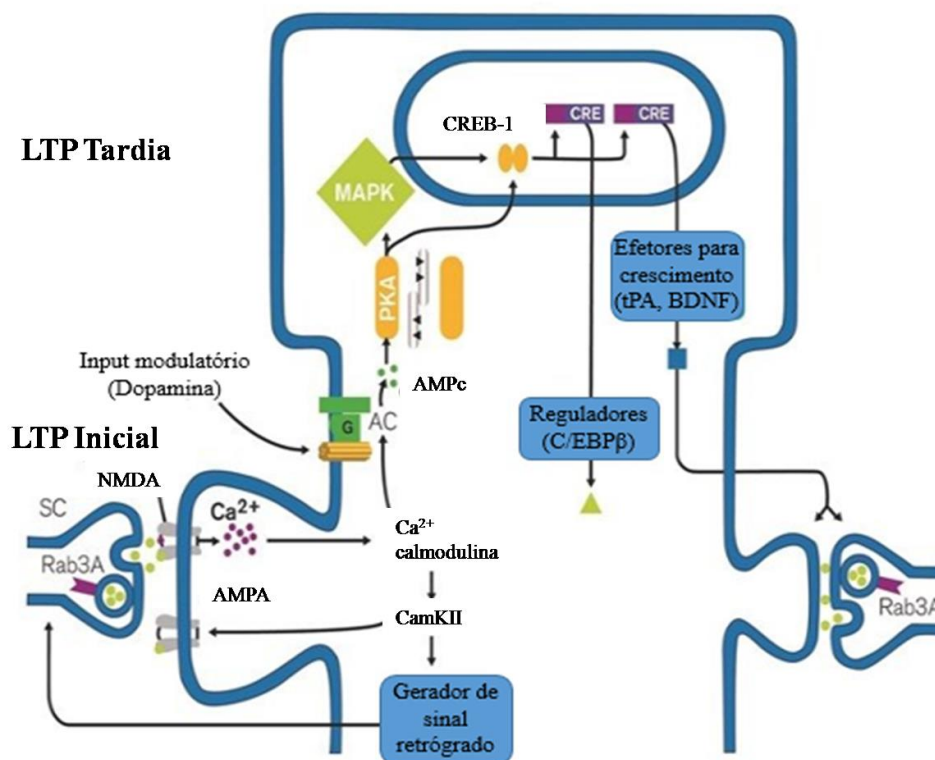 LTP Tardia
CREB-1
CRE
CRE
MAPK
Efetores para
crescimento
(tPA, BDNF)
PKA
Input modulatório
(Dopamina)
AMPc
G
AC
Reguladores
(C/EBPβ)
LTP Inicial
NMDA
SC
Ca²⁺
Rab3A
Ca²⁺
calmodulina
AMPA
CamKII
Rab3A
Gerador de
sinal
retrógrado